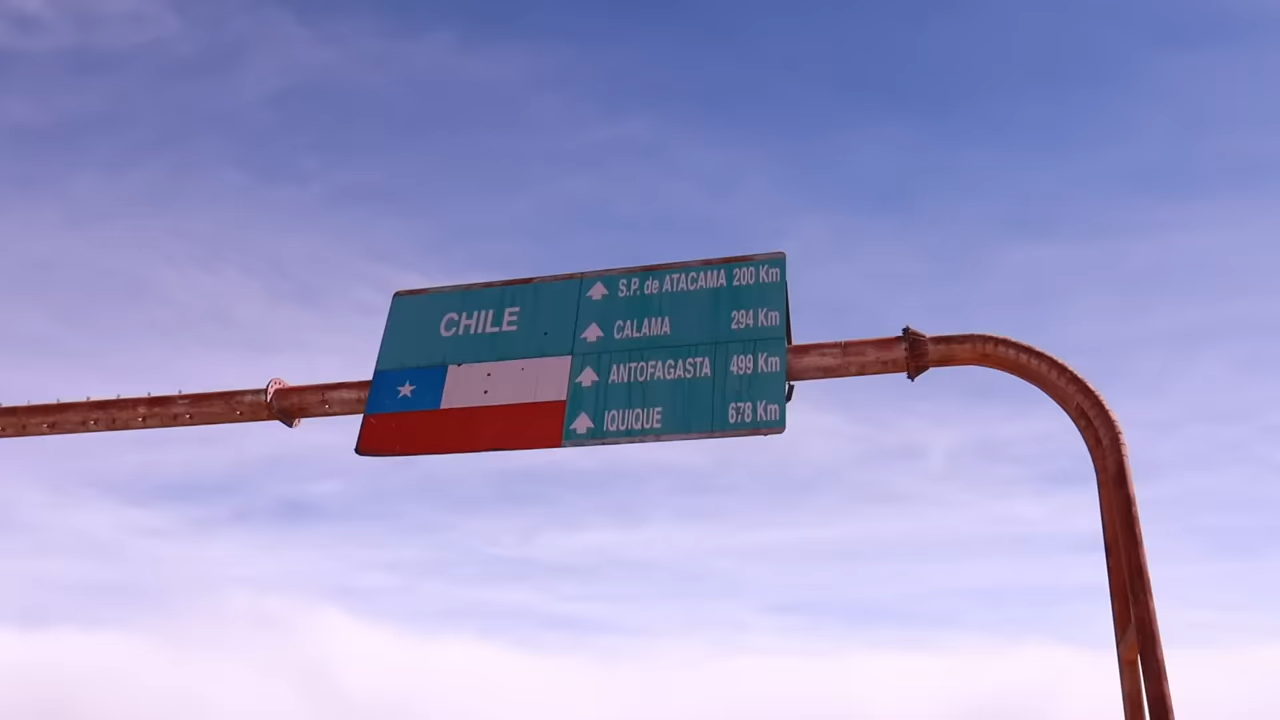 CHILE
S.P. de ATACAMA 200 Km
CALAMA 294 Km
ANTOFAGASTA 499 Km
IQUIQUE 678 Km